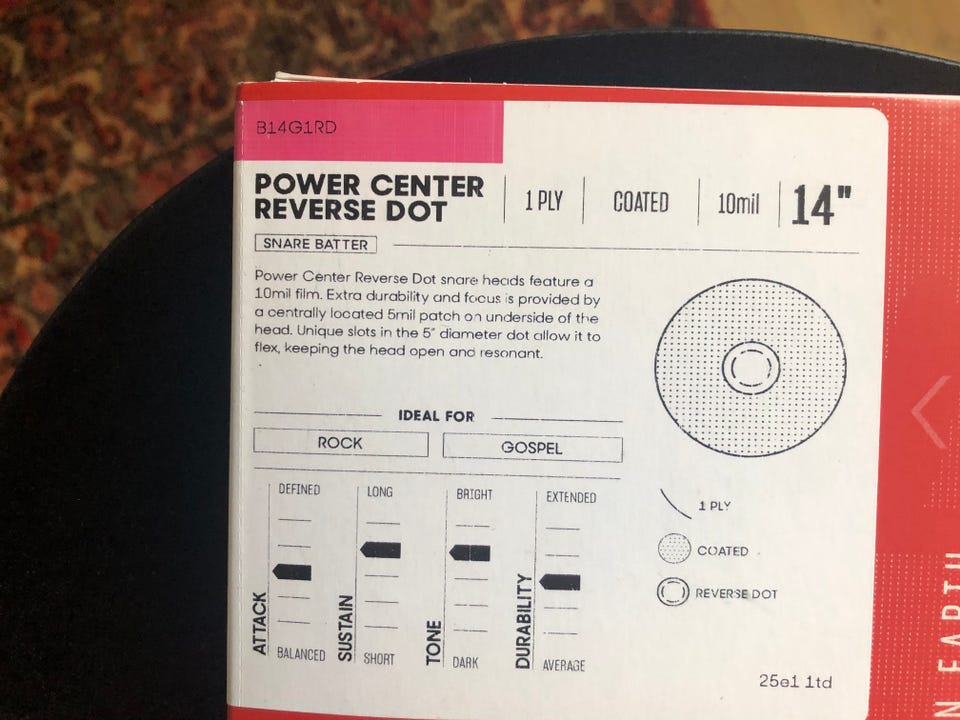 B14G1RD
POWER CENTER
REVERSE DOT
1 PLY
COATED
10mil
14"
SNARE BATTER
Power Center Reverse Dot snare heads feature a
10mil film. Extra durability and focus is provided by
a centrally located 5mil patch on underside of the
head. Unique slots in the 5" diameter dot allow it to
flex, keeping the head open and resonant.
IDEAL FOR
ROCK
GOSPEL
DEFINED
ATTACK
BALANCED
LONG
SUSTAIN
SHORT
BRIGHT
TONE
DARK
EXTENDED
DURABILITY
AVERAGE
1 PLY
COATED
REVERSE DOT
25e1 1td